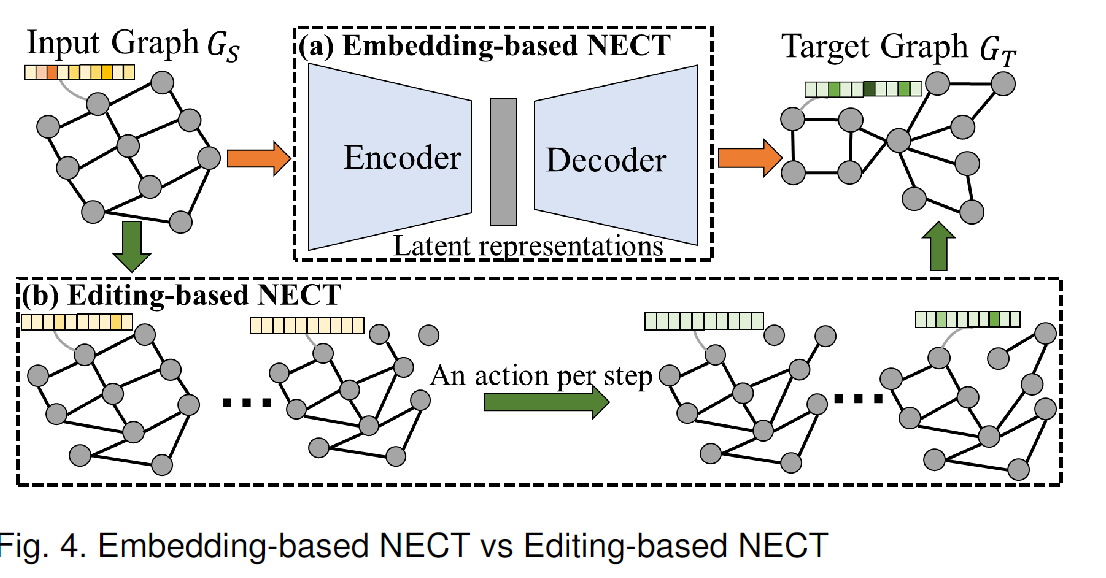 Input Graph G_S
(a) Embedding-based NECT
Target Graph G_T
Encoder
Decoder
Latent representations
(b) Editing-based NECT
An action per step
Fig. 4. Embedding-based NECT vs Editing-based NECT